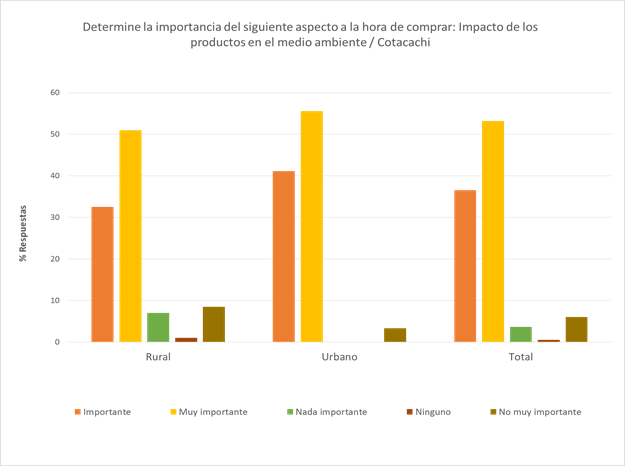 Determine la importancia del siguiente aspecto a la hora de comprar: Impacto de los
productos en el medio ambiente / Cotacachi
60
50
40
30
20
10
0
% Respuestas
Rural Urbano Total
Importante Muy importante Nada importante Ninguno No muy importante